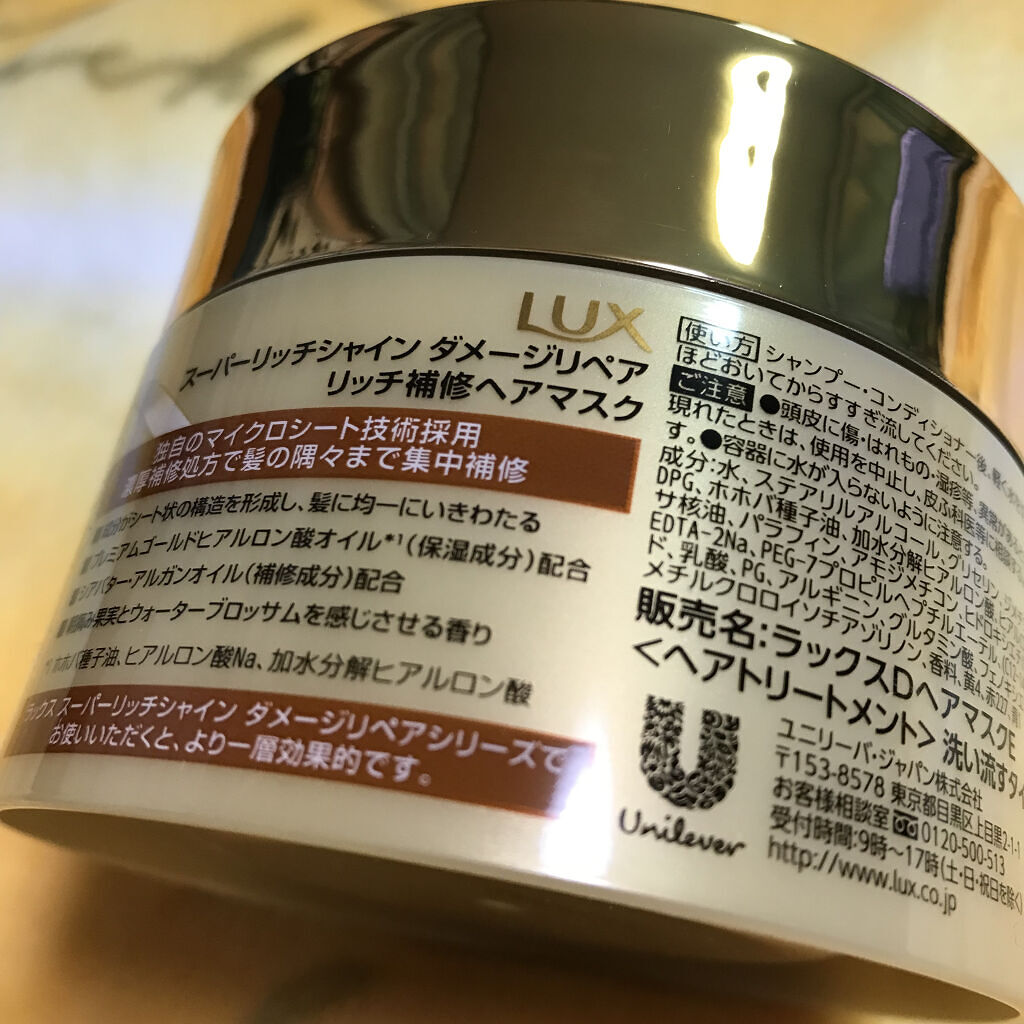 LUX
スーパーリッチシャイン ダメージリペア
リッチ補修ヘアマスク
独自のマイクロシート技術採用
濃厚補修処方で髪の隅々まで集中補修
成分がシート状の構造を形成し、髪に均一にいきわたる
プレミアムゴールドヒアルロン酸オイル*1(保湿成分)配合
シアバター・アルガンオイル(補修成分)配合
果実とウォーターブロッサムを感じさせる香り
ホホバ種子油、ヒアルロン酸Na、加水分解ヒアルロン酸
ラックス スーパーリッチシャイン ダメージリペアシリーズで
お使いいただくと、より一層効果的です。
使い方 シャンプー・コンディショナー後、軽く
ほどおいてからすすぎ流してください。
ご注意 ●頭皮に傷・はれもの・湿疹等、異常が
現れたときは、使用を中止し、皮ふ科医等に
す。●容器に水が入らないように注意する。
成分:水、ステアリルアルコール、グリセリン、
DPG、ホホバ種子油、加水分解ヒアルロン酸、
サ核油、パラフィン、アモジメチコン、
EDTA-2Na、PEG-7プロピルヘプチルエーテル、
ド、乳酸、PG、アルギニン、グルタミン酸、
メチルクロロイソチアゾリノン、香料、黄4、
販売名:ラックスDヘアマスクE
<ヘアトリートメント> 洗い流すタイ
Unilever
ユニリーバ・ジャパン株式会社
〒153-8578 東京都目黒区上目黒2-1-1
お客様相談室 0120-500-513
受付時間:9時～17時(土・日・祝日を除く)
http://www.lux.co.jp